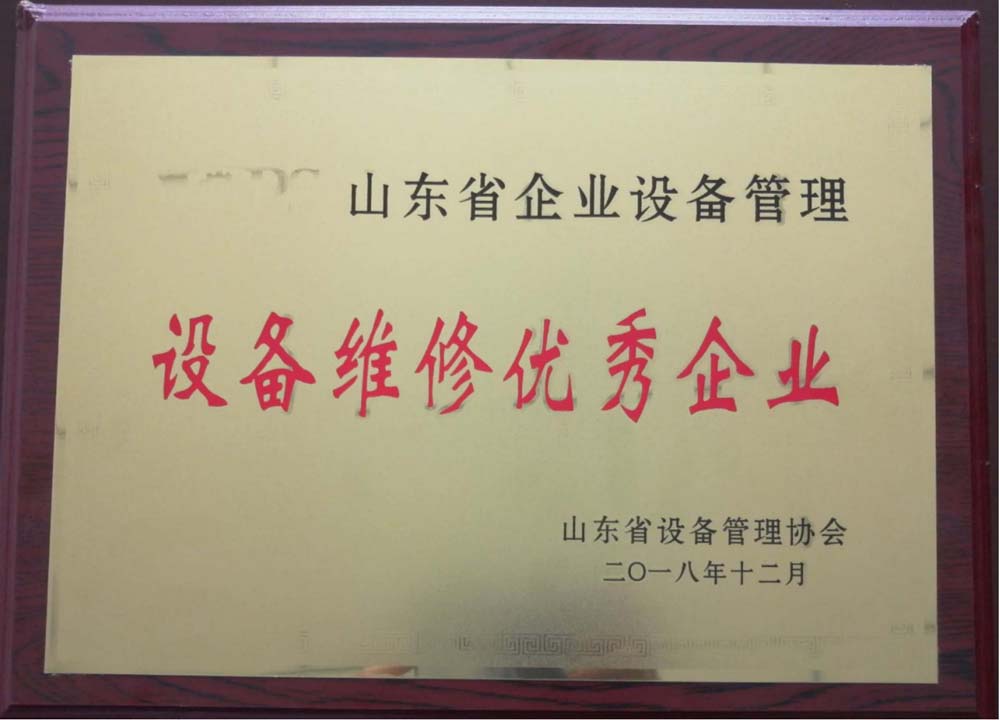 山东省企业设备管理
设备维修优秀企业
山东省设备管理协会
二〇一八年十二月